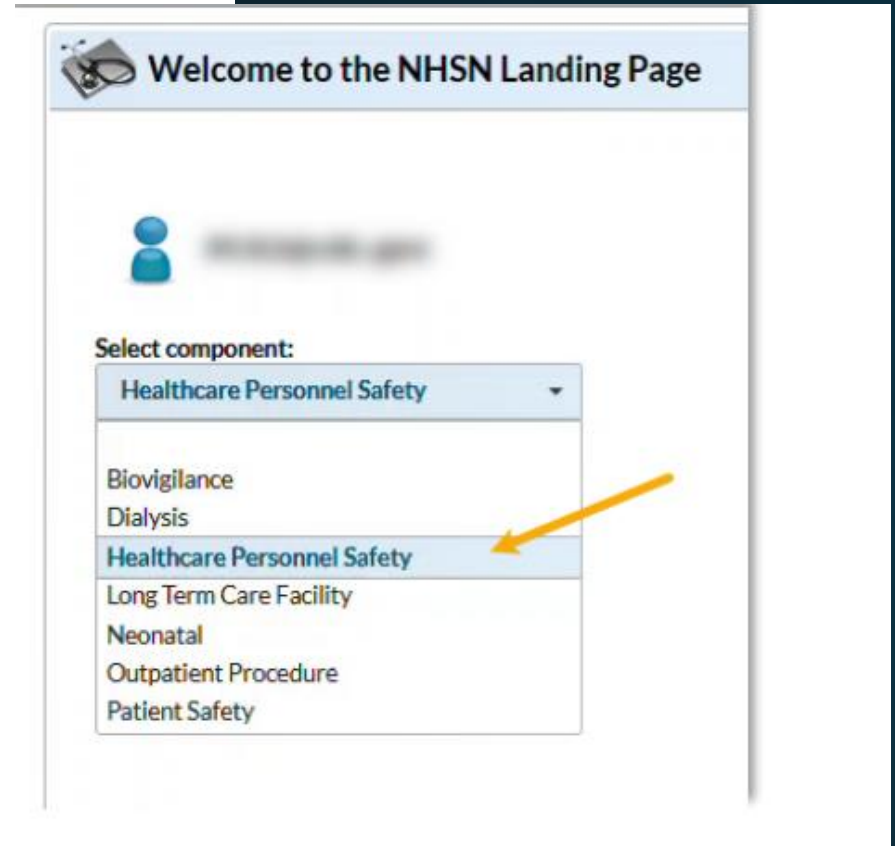 Welcome to the NHSN Landing Page
Select component:
Healthcare Personnel Safety
Biovigilance
Dialysis
Healthcare Personnel Safety
Long Term Care Facility
Neonatal
Outpatient Procedure
Patient Safety